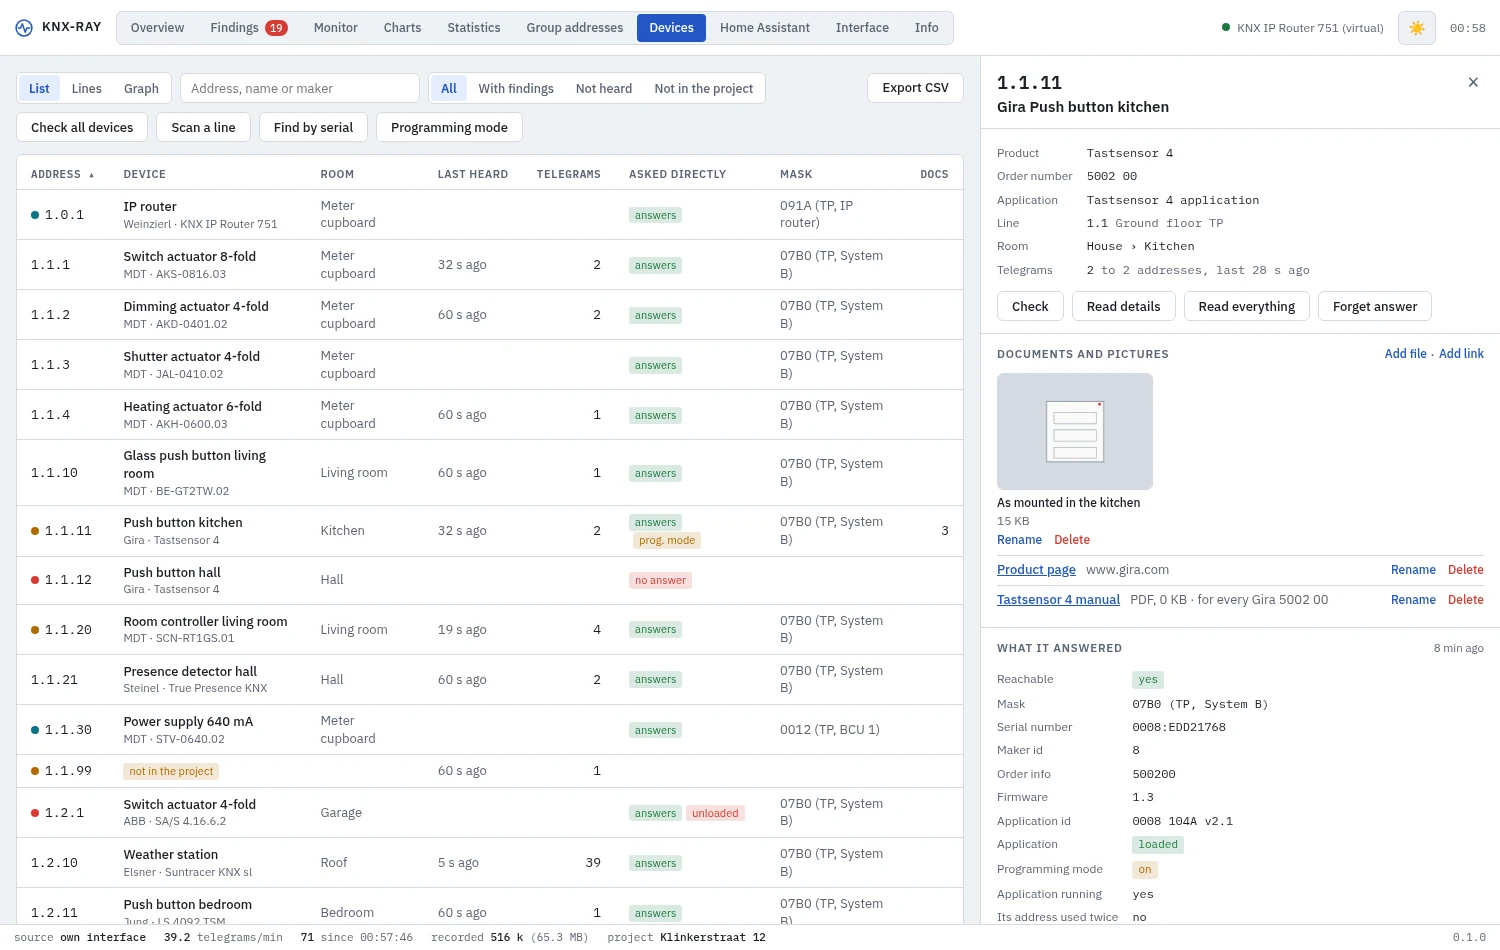 KNX-RAY Overview Findings 19 Monitor Charts Statistics Group addresses Devices Home Assistant Interface Info KNX IP Router 751 (virtual) 00:58
List Lines Graph Address, name or maker All With findings Not heard Not in the project Export CSV
Check all devices Scan a line Find by serial Programming mode
ADDRESS ▴ DEVICE ROOM LAST HEARD TELEGRAMS ASKED DIRECTLY MASK DOCS
1.0.1 IP router Meter cupboard answers 091A (TP, IP router)
Weinzierl · KNX IP Router 751
1.1.1 Switch actuator 8-fold Meter cupboard 32 s ago 2 answers 07B0 (TP, System B)
MDT · AKS-0816.03
1.1.2 Dimming actuator 4-fold Meter cupboard 60 s ago 2 answers 07B0 (TP, System B)
MDT · AKD-0401.02
1.1.3 Shutter actuator 4-fold Meter cupboard answers 07B0 (TP, System B)
MDT · JAL-0410.02
1.1.4 Heating actuator 6-fold Meter cupboard 60 s ago 1 answers 07B0 (TP, System B)
MDT · AKH-0600.03
1.1.10 Glass push button living room Living room 60 s ago 1 answers 07B0 (TP, System B)
MDT · BE-GT2TW.02
1.1.11 Push button kitchen Kitchen 32 s ago 2 answers prog. mode 07B0 (TP, System B) 3
Gira · Tastsensor 4
1.1.12 Push button hall Hall no answer
Gira · Tastsensor 4
1.1.20 Room controller living room Living room 19 s ago 4 answers 07B0 (TP, System B)
MDT · SCN-RT1GS.01
1.1.21 Presence detector hall Hall 60 s ago 2 answers 07B0 (TP, System B)
Steinel · True Presence KNX
1.1.30 Power supply 640 mA Meter cupboard answers 0012 (TP, BCU 1)
MDT · STV-0640.02
1.1.99 not in the project 60 s ago 1
1.2.1 Switch actuator 4-fold Garage answers unloaded 07B0 (TP, System B)
ABB · SA/S 4.16.6.2
1.2.10 Weather station Roof 5 s ago 39 answers 07B0 (TP, System B)
Elsner · Suntracer KNX sl
1.2.11 Push button bedroom Bedroom 60 s ago 1 answers 07B0 (TP, System B)
Jung · LS 4092 TSM
1.1.11 ×
Gira Push button kitchen
Product Tastsensor 4
Order number 5002 00
Application Tastsensor 4 application
Line 1.1 Ground floor TP
Room House › Kitchen
Telegrams 2 to 2 addresses, last 28 s ago
Check Read details Read everything Forget answer
DOCUMENTS AND PICTURES Add file · Add link
As mounted in the kitchen
15 KB
Rename Delete
Product page www.gira.com Rename Delete
Tastsensor 4 manual PDF, 0 KB · for every Gira 5002 00 Rename Delete
WHAT IT ANSWERED 8 min ago
Reachable yes
Mask 07B0 (TP, System B)
Serial number 0008:EDD21768
Maker id 8
Order info 500200
Firmware 1.3
Application id 0008 104A v2.1
Application loaded
Programming mode on
Application running yes
Its address used twice no
source own interface 39.2 telegrams/min 71 since 00:57:46 recorded 516 k (65.3 MB) project Klinkerstraat 12 0.1.0